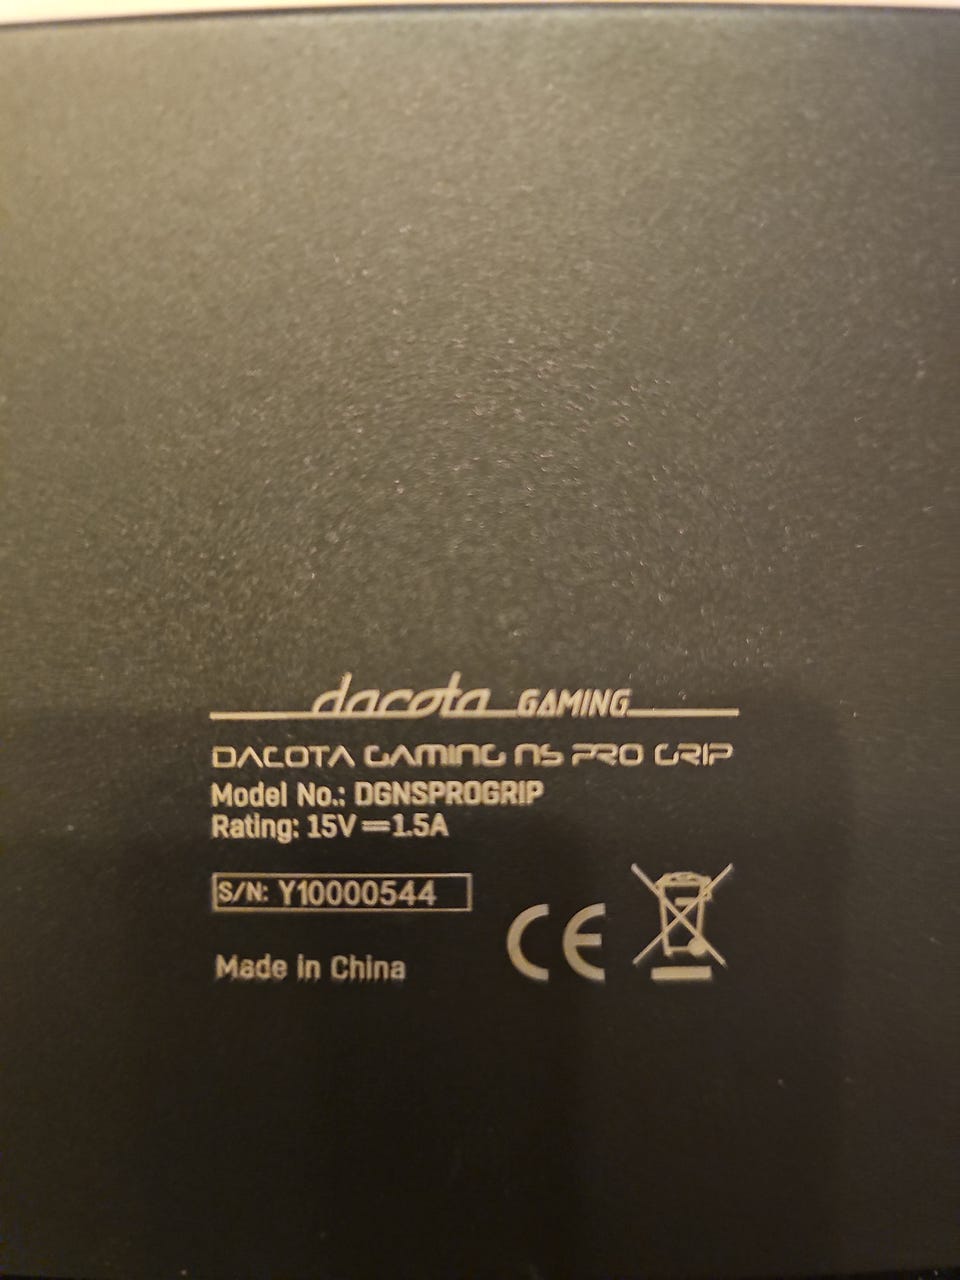 dacota GAMING
DACOTA GAMING NS PRO GRIP
Model No.: DGNSPROGRIP
Rating: 15V⎓1.5A
S/N: Y10000544
CE
Made in China